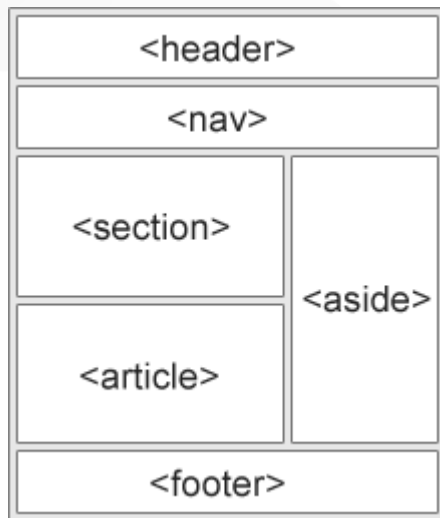 <header>
<nav>
<section>
<aside>
<article>
<footer>